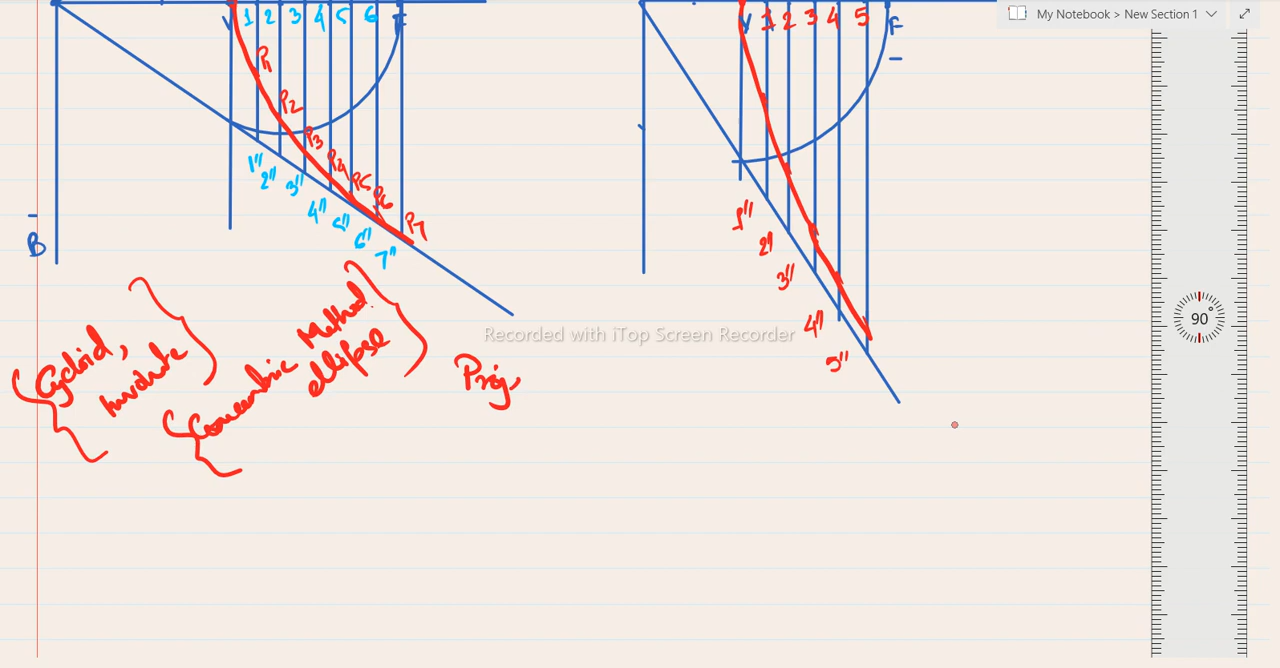 My Notebook > New Section 1
V 1 2 3 4 5 6 F
V 1 2 3 4 5 F
P1
P2
P3
P4
P5
P6
P7
1"
2"
3"
4"
5"
6"
7"
B
1"
2"
3"
4"
5"
90°
Recorded with iTop Screen Recorder
Cycloid,
Involute
Concentric Method
ellipse
Proj,